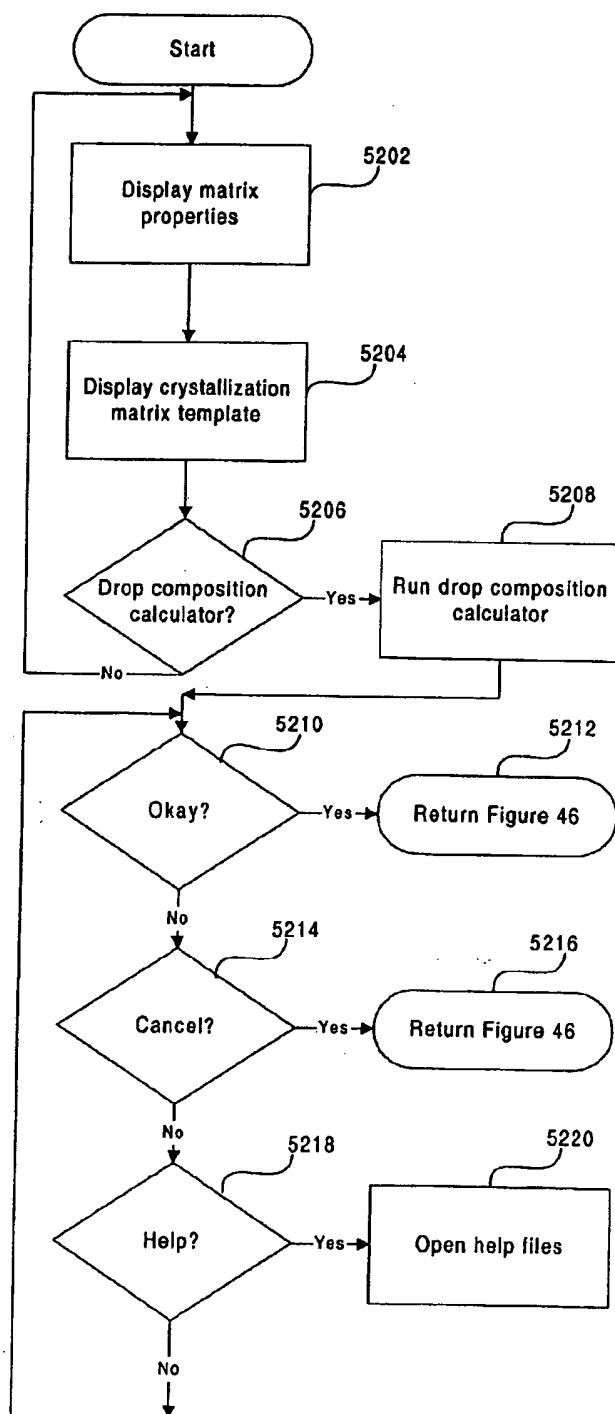 Start
5202
Display matrix
properties
5204
Display crystallization
matrix template
5206
5208
Drop composition
calculator?
Yes
Run drop composition
calculator
No
5210
5212
Okay?
Yes
Return Figure 46
No
5214
5216
Cancel?
Yes
Return Figure 46
No
5218
5220
Help?
Yes
Open help files
No